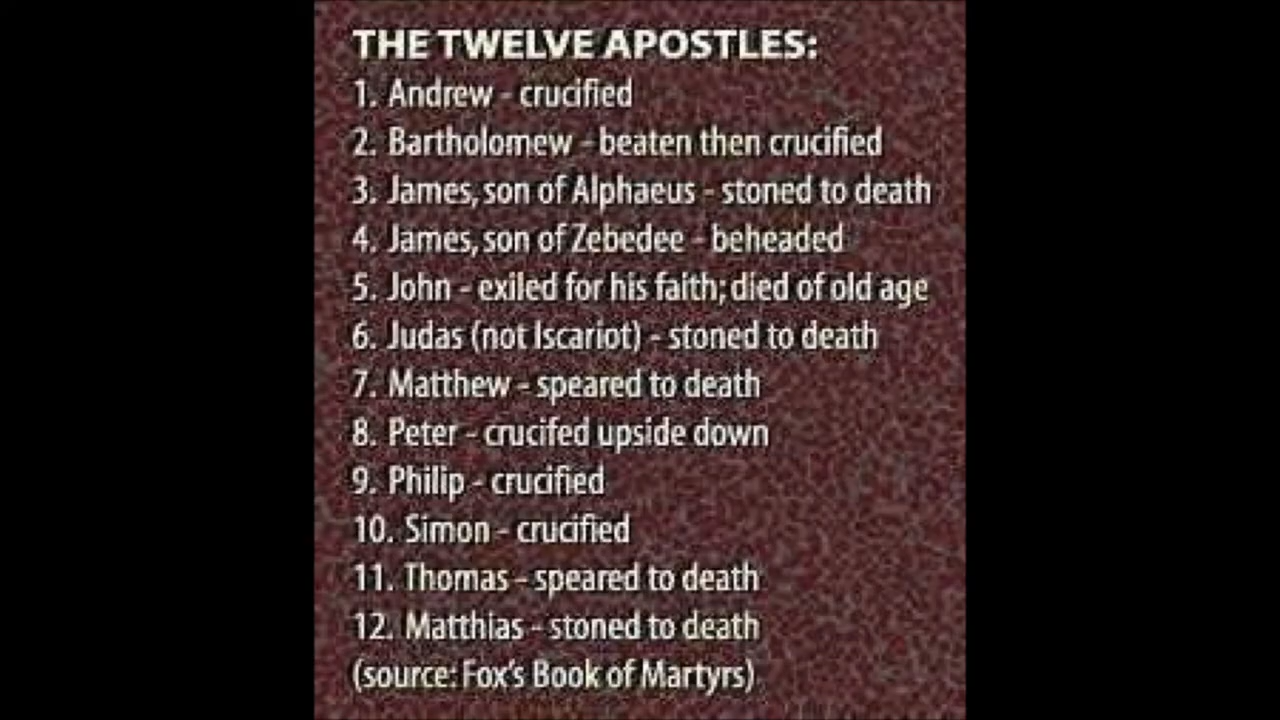 THE TWELVE APOSTLES:
1. Andrew - crucified
2. Bartholomew - beaten then crucified
3. James, son of Alphaeus - stoned to death
4. James, son of Zebedee - beheaded
5. John - exiled for his faith; died of old age
6. Judas (not Iscariot) - stoned to death
7. Matthew - speared to death
8. Peter - crucifed upside down
9. Philip - crucified
10. Simon - crucified
11. Thomas - speared to death
12. Matthias - stoned to death
(source: Fox's Book of Martyrs)